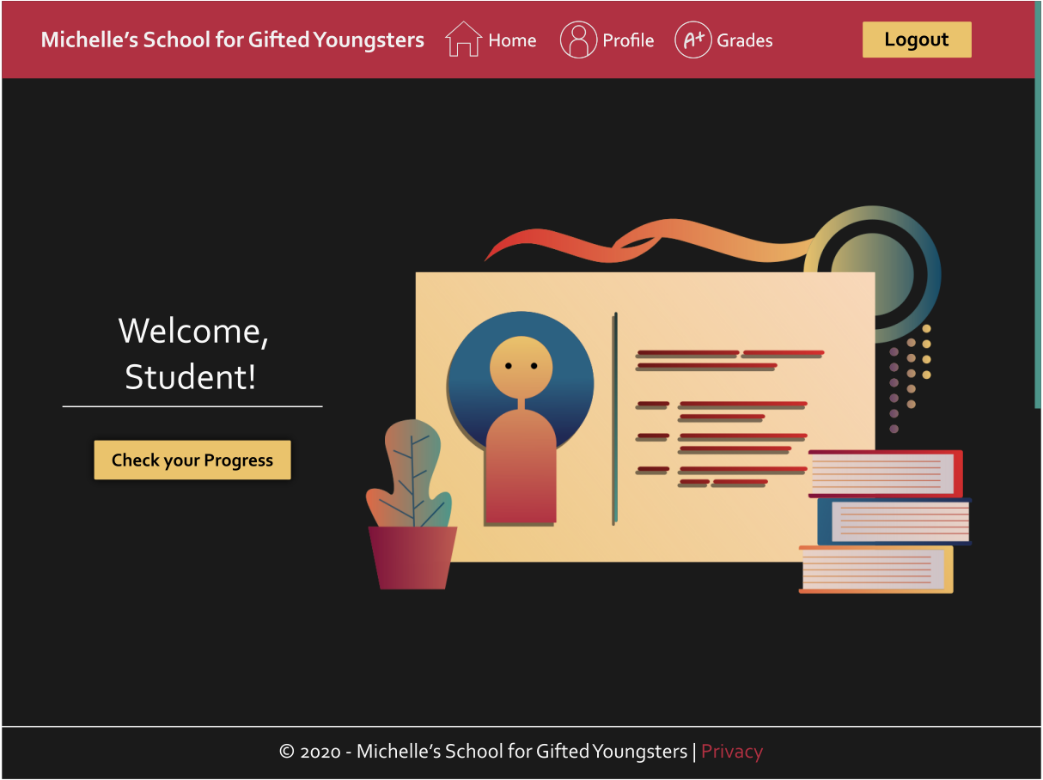 Michelle's School for Gifted Youngsters Home Profile A+ Grades Logout
Welcome,
Student!
Check your Progress
© 2020 - Michelle's School for Gifted Youngsters | Privacy